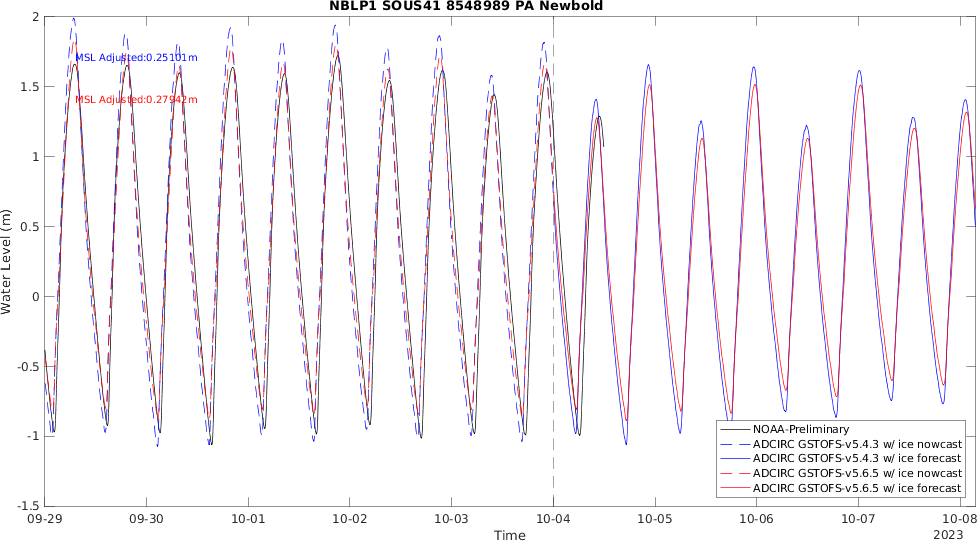 NBLP1 SOUS41 8548989 PA Newbold
2
1.5
1
0.5
0
-0.5
-1
-1.5
Water Level (m)
MSL Adjusted:0.25101m
MSL Adjusted:0.27942m
NOAA-Preliminary
ADCIRC GSTOFS-v5.4.3 w/ ice nowcast
ADCIRC GSTOFS-v5.4.3 w/ ice forecast
ADCIRC GSTOFS-v5.6.5 w/ ice nowcast
ADCIRC GSTOFS-v5.6.5 w/ ice forecast
09-29 09-30 10-01 10-02 10-03 10-04 10-05 10-06 10-07 10-08
Time
2023